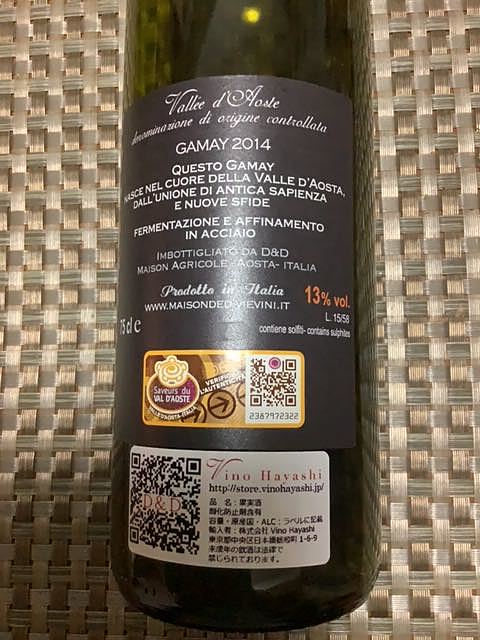 Vallée d'Aoste
denominazione di origine controllata
GAMAY 2014
QUESTO GAMAY
NASCE NEL CUORE DELLA VALLE D'AOSTA,
DALL'UNIONE DI ANTICA SAPIENZA
E NUOVE SFIDE
FERMENTAZIONE E AFFINAMENTO
IN ACCIAIO
IMBOTTIGLIATO DA D&D
MAISON AGRICOLE - AOSTA - ITALIA
Prodotto in Italia
13% vol.
L. 15/58
75 cl e
contiene solfiti - contains sulphites
Saveurs du
VAL D'AOSTE
VALLE D'AOSTA - ITALIA
L'AUTENTICITÀ
2387972322
Vino Hayashi
http://store.vinohayashi.jp/
D&D
品 名:果実酒
酸化防止剤含有
容量・原産国・ALC:ラベルに記載
輸入者:株式会社 Vino Hayashi
東京都中央区日本橋蛎殻町 1-6-9
未成年の飲酒は法律で
禁じられています。